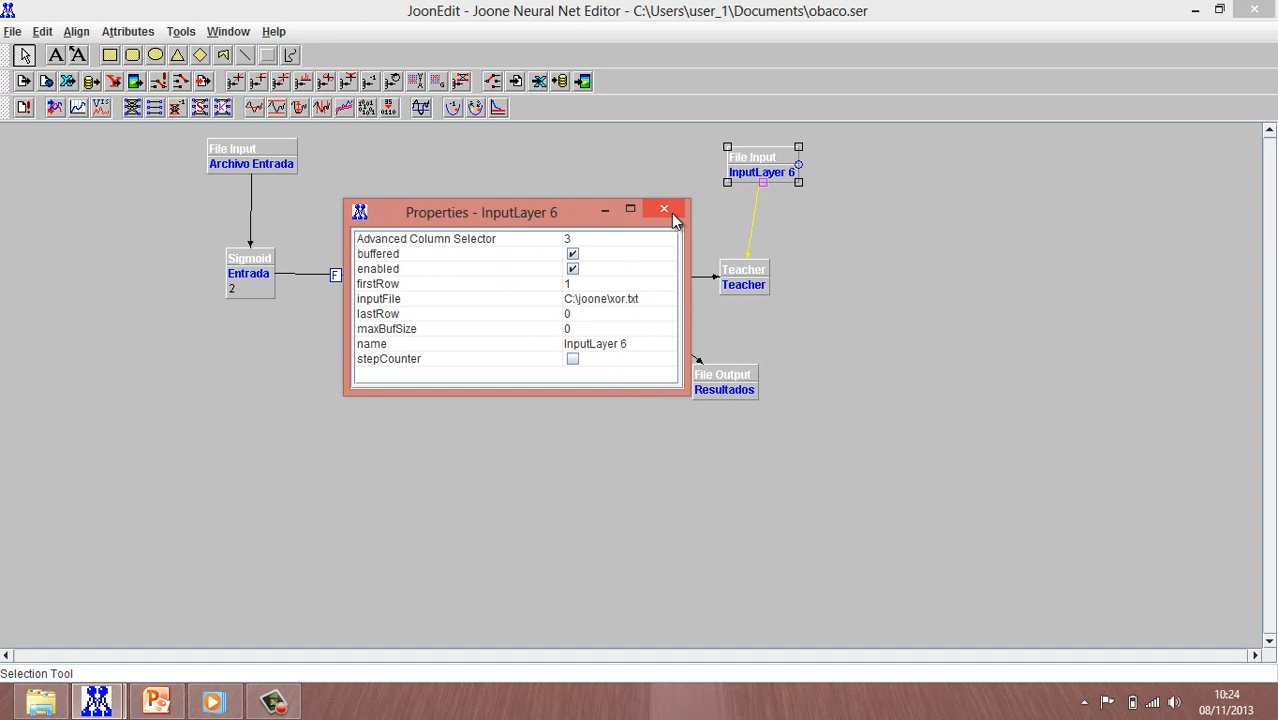 JoonEdit - Joone Neural Net Editor - C:\Users\usar_1\Documents\obaco.ser
File Edit Align Attributes Tools Window Help
File Input
Archivo Entrada
File Input
InputLayer 6
Properties - InputLayer 6
Advanced Column Selector 3
buffered
enabled
firstRow 1
inputFile C:\joone\xor.txt
lastRow 0
maxBufSize 0
name InputLayer 6
stepCounter
Sigmoid
Entrada
2
F
Teacher
Teacher
File Output
Resultados
Selection Tool
10:24
08/11/2013